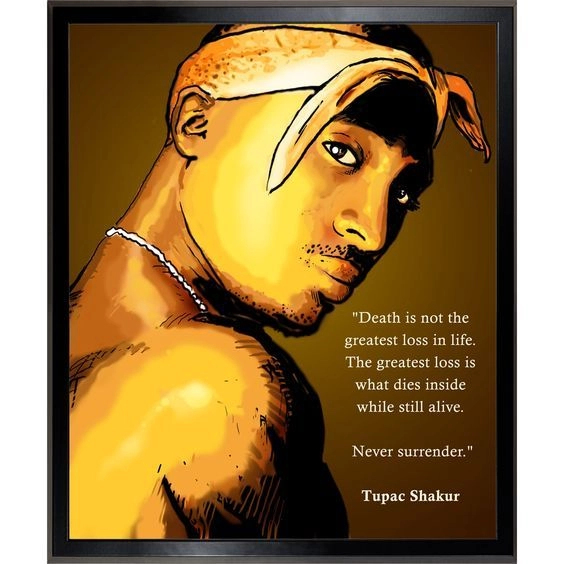 "Death is not the
greatest loss in life.
The greatest loss is
what dies inside
while still alive.
Never surrender."
Tupac Shakur